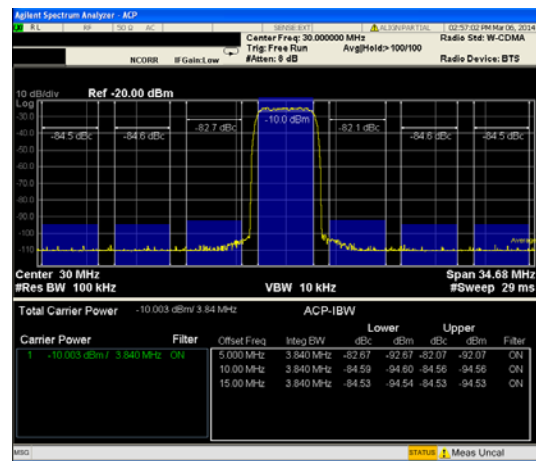 Agilent Spectrum Analyzer - ACP
RL RF 50 Ω AC SENSE:EXT ALIGN PARTIAL 02:57:02 PM Mar 06, 2014
Center Freq: 30.000000 MHz Radio Std: W-CDMA
Trig: Free Run Avg|Hold:> 100/100
NCORR IFGain:Low #Atten: 8 dB Radio Device: BTS
10 dB/div Ref -20.00 dBm
Log
-30.0
-40.0
-50.0
-60.0
-70.0
-80.0
-90.0
-100
-110
-84.5 dBc -84.6 dBc -82.7 dBc -10.0 dBm -82.1 dBc -84.6 dBc -84.5 dBc
Average
Center 30 MHz Span 34.68 MHz
#Res BW 100 kHz VBW 10 kHz #Sweep 29 ms
Total Carrier Power -10.003 dBm/ 3.84 MHz ACP-IBW
Lower Upper
Carrier Power Filter Offset Freq Integ BW dBc dBm dBc dBm Filter
1 -10.003 dBm / 3.840 MHz ON 5.000 MHz 3.840 MHz -82.67 -92.67 -82.07 -92.07 ON
10.00 MHz 3.840 MHz -84.59 -94.60 -84.56 -94.56 ON
15.00 MHz 3.840 MHz -84.53 -94.54 -84.53 -94.53 ON
MSG STATUS Meas Uncal